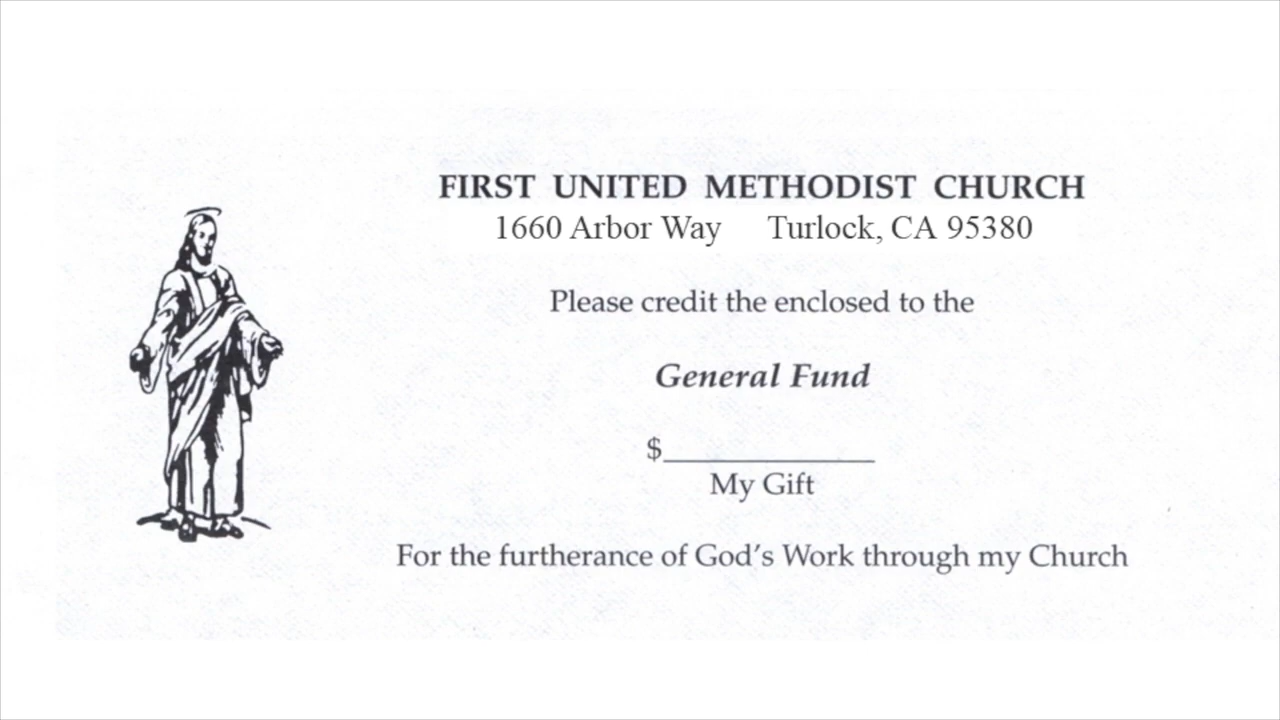 FIRST UNITED METHODIST CHURCH
1660 Arbor Way Turlock, CA 95380
Please credit the enclosed to the
General Fund
$_______________
My Gift
For the furtherance of God's Work through my Church